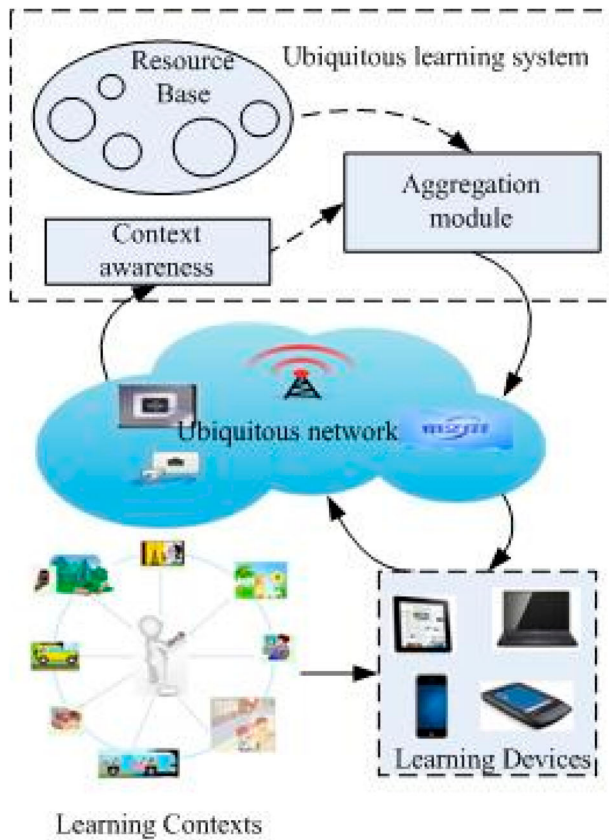 Resource
Base
Ubiquitous learning system
Aggregation
module
Context
awareness
Ubiquitous network
Learning Devices
Learning Contexts